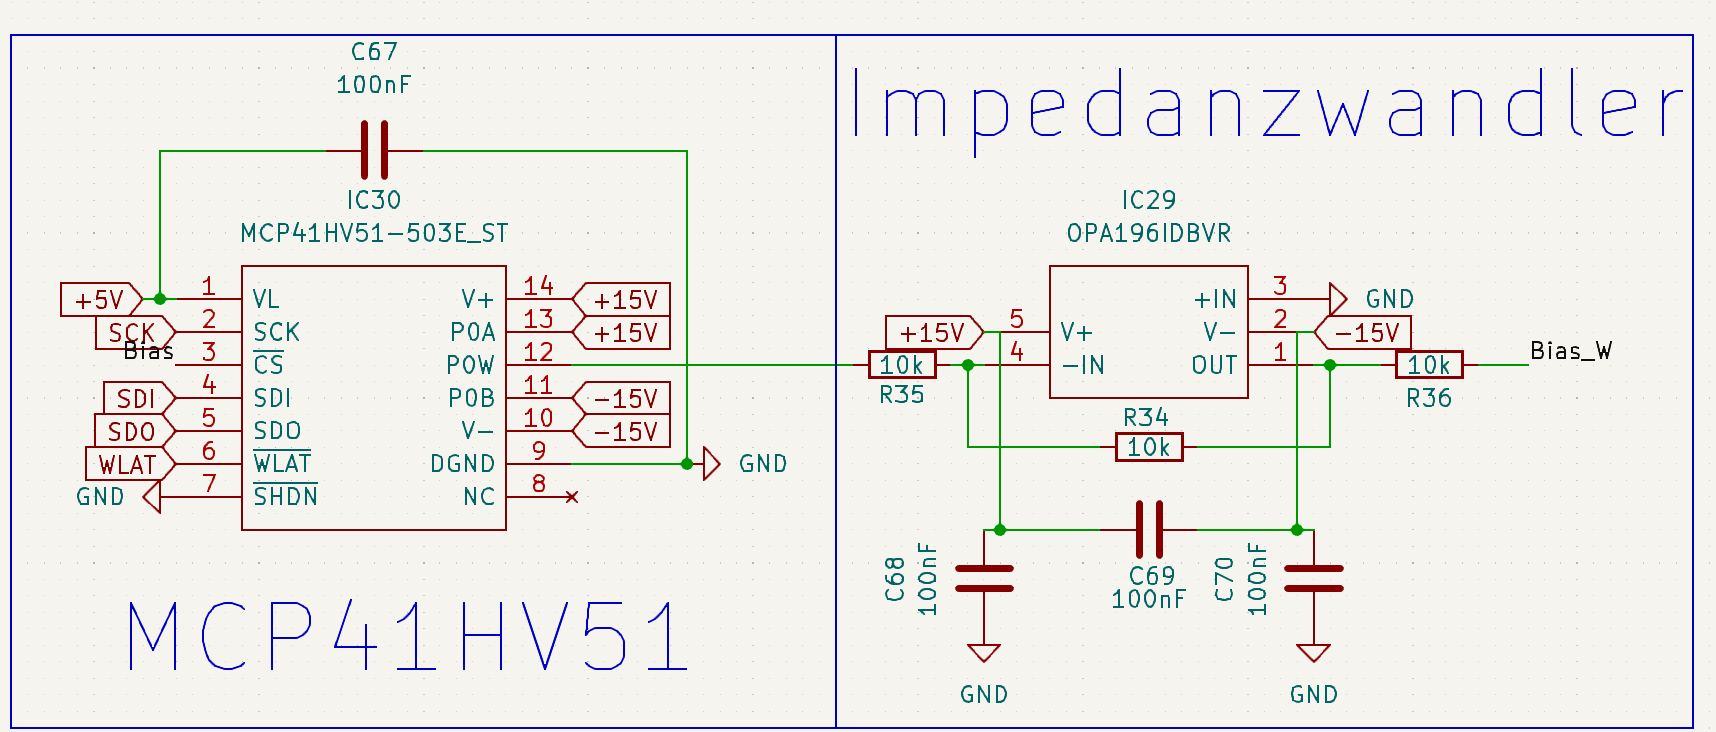 C67
100nF
IC30
MCP41HV51-503E_ST
+5V
SCK
Bias
SDI
SDO
WLAT
GND
1
2
3
4
5
6
7
VL
SCK
CS
SDI
SDO
WLAT
SHDN
V+
P0A
P0W
P0B
V-
DGND
NC
14
13
12
11
10
9
8
+15V
+15V
-15V
-15V
GND
MCP41HV51
Impedanzwandler
IC29
OPA196IDBVR
+15V
10k
R35
5
4
V+
-IN
+IN
V-
OUT
3
2
1
GND
-15V
10k
R36
Bias_W
R34
10k
C68
100nF
C69
100nF
C70
100nF
GND
GND